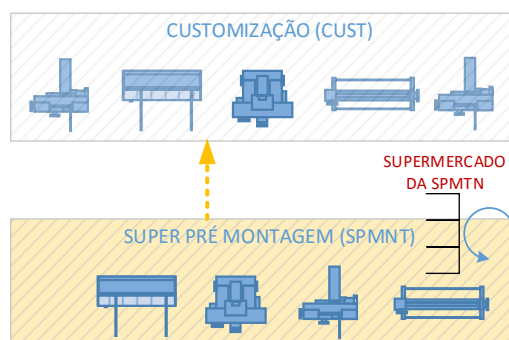 CUSTOMIZAÇÃO (CUST)
SUPERMERCADO
DA SPMTN
SUPER PRÉ MONTAGEM (SPMNT)